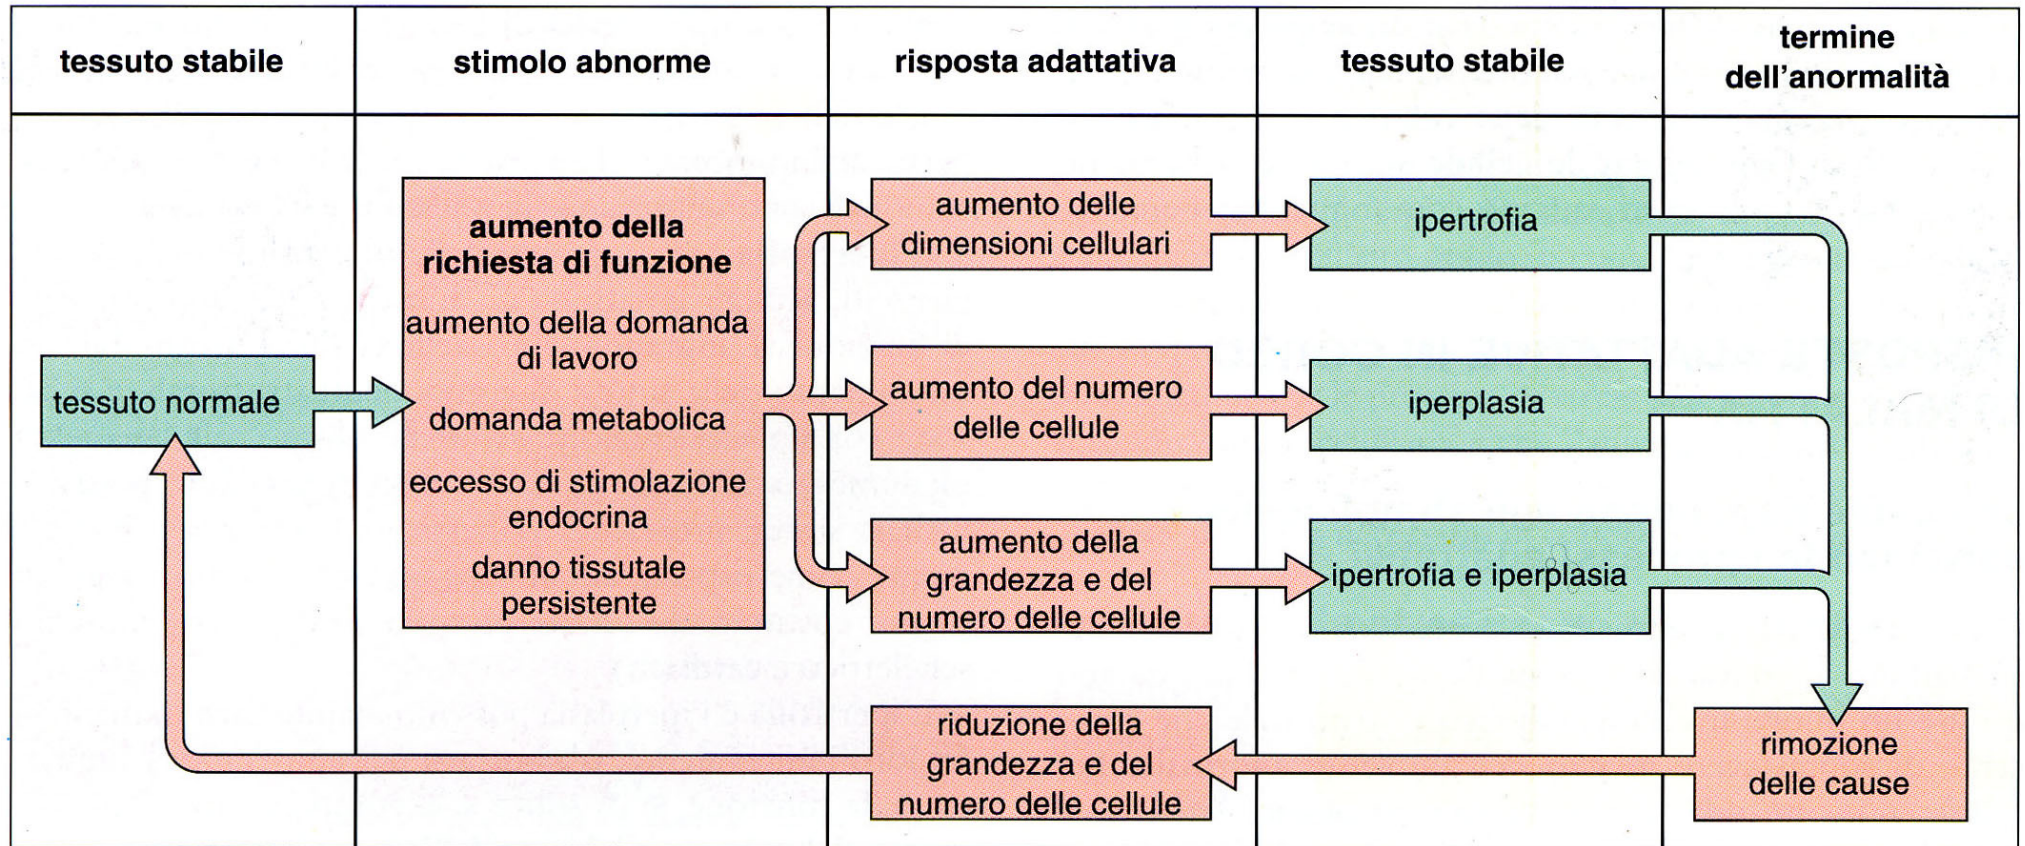 tessuto stabile
stimolo abnorme
risposta adattativa
tessuto stabile
termine
dell'anormalità
tessuto normale
aumento della
richiesta di funzione
aumento della domanda
di lavoro
domanda metabolica
eccesso di stimolazione
endocrina
danno tissutale
persistente
aumento delle
dimensioni cellulari
aumento del numero
delle cellule
aumento della
grandezza e del
numero delle cellule
riduzione della
grandezza e del
numero delle cellule
ipertrofia
iperplasia
ipertrofia e iperplasia
rimozione
delle cause